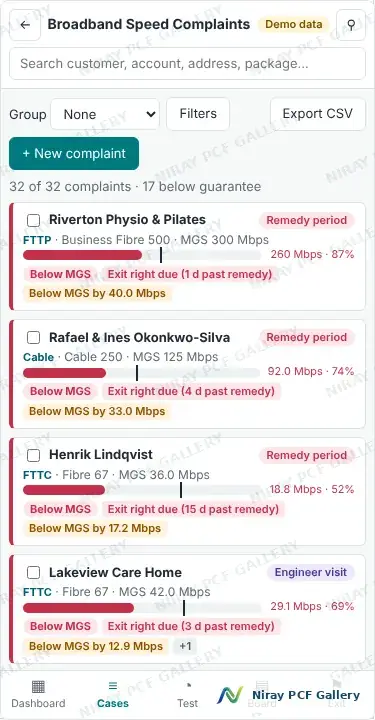 ← Broadband Speed Complaints Demo data
Search customer, account, address, package...
Group None Filters Export CSV
+ New complaint
32 of 32 complaints · 17 below guarantee
Riverton Physio & Pilates Remedy period
FTTP · Business Fibre 500 · MGS 300 Mbps
260 Mbps · 87%
Below MGS Exit right due (1 d past remedy)
Below MGS by 40.0 Mbps
Rafael & Ines Okonkwo-Silva Remedy period
Cable · Cable 250 · MGS 125 Mbps
92.0 Mbps · 74%
Below MGS Exit right due (4 d past remedy)
Below MGS by 33.0 Mbps
Henrik Lindqvist Remedy period
FTTC · Fibre 67 · MGS 36.0 Mbps
18.8 Mbps · 52%
Below MGS Exit right due (15 d past remedy)
Below MGS by 17.2 Mbps
Lakeview Care Home Engineer visit
FTTC · Fibre 67 · MGS 42.0 Mbps
29.1 Mbps · 69%
Below MGS Exit right due (3 d past remedy)
Below MGS by 12.9 Mbps +1
Dashboard Cases Test Board Exit
Niray PCF Gallery
NIRAY PCF GALLERY